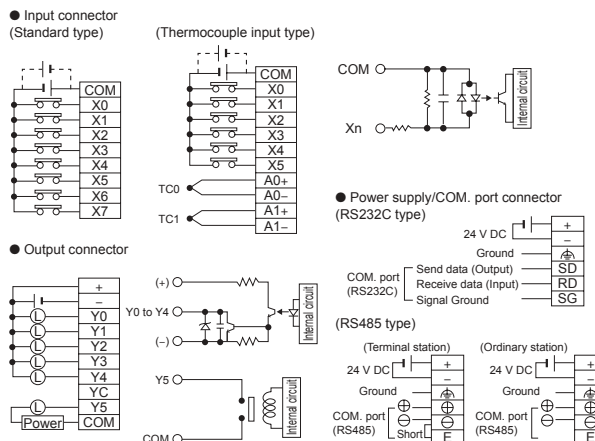 ● Input connector
(Standard type)
COM
X0
X1
X2
X3
X4
X5
X6
X7
(Thermocouple input type)
COM
X0
X1
X2
X3
X4
X5
TC0
A0+
A0−
TC1
A1+
A1−
COM
Xn
Internal circuit
● Output connector
+
−
L Y0
L Y1
L Y2
L Y3
L Y4
YC
L Y5
Power COM
(+)
Y0 to Y4
(−)
Internal circuit
Y5
COM
Internal circuit
● Power supply/COM. port connector
(RS232C type)
24 V DC
+
−
Ground
COM. port
(RS232C)
Send data (Output) SD
Receive data (Input) RD
Signal Ground SG
(RS485 type)
(Terminal station)
24 V DC
+
−
Ground
COM. port
(RS485)
+ +
− −
Short E
(Ordinary station)
24 V DC
+
−
Ground
COM. port
(RS485)
+ +
− −
E